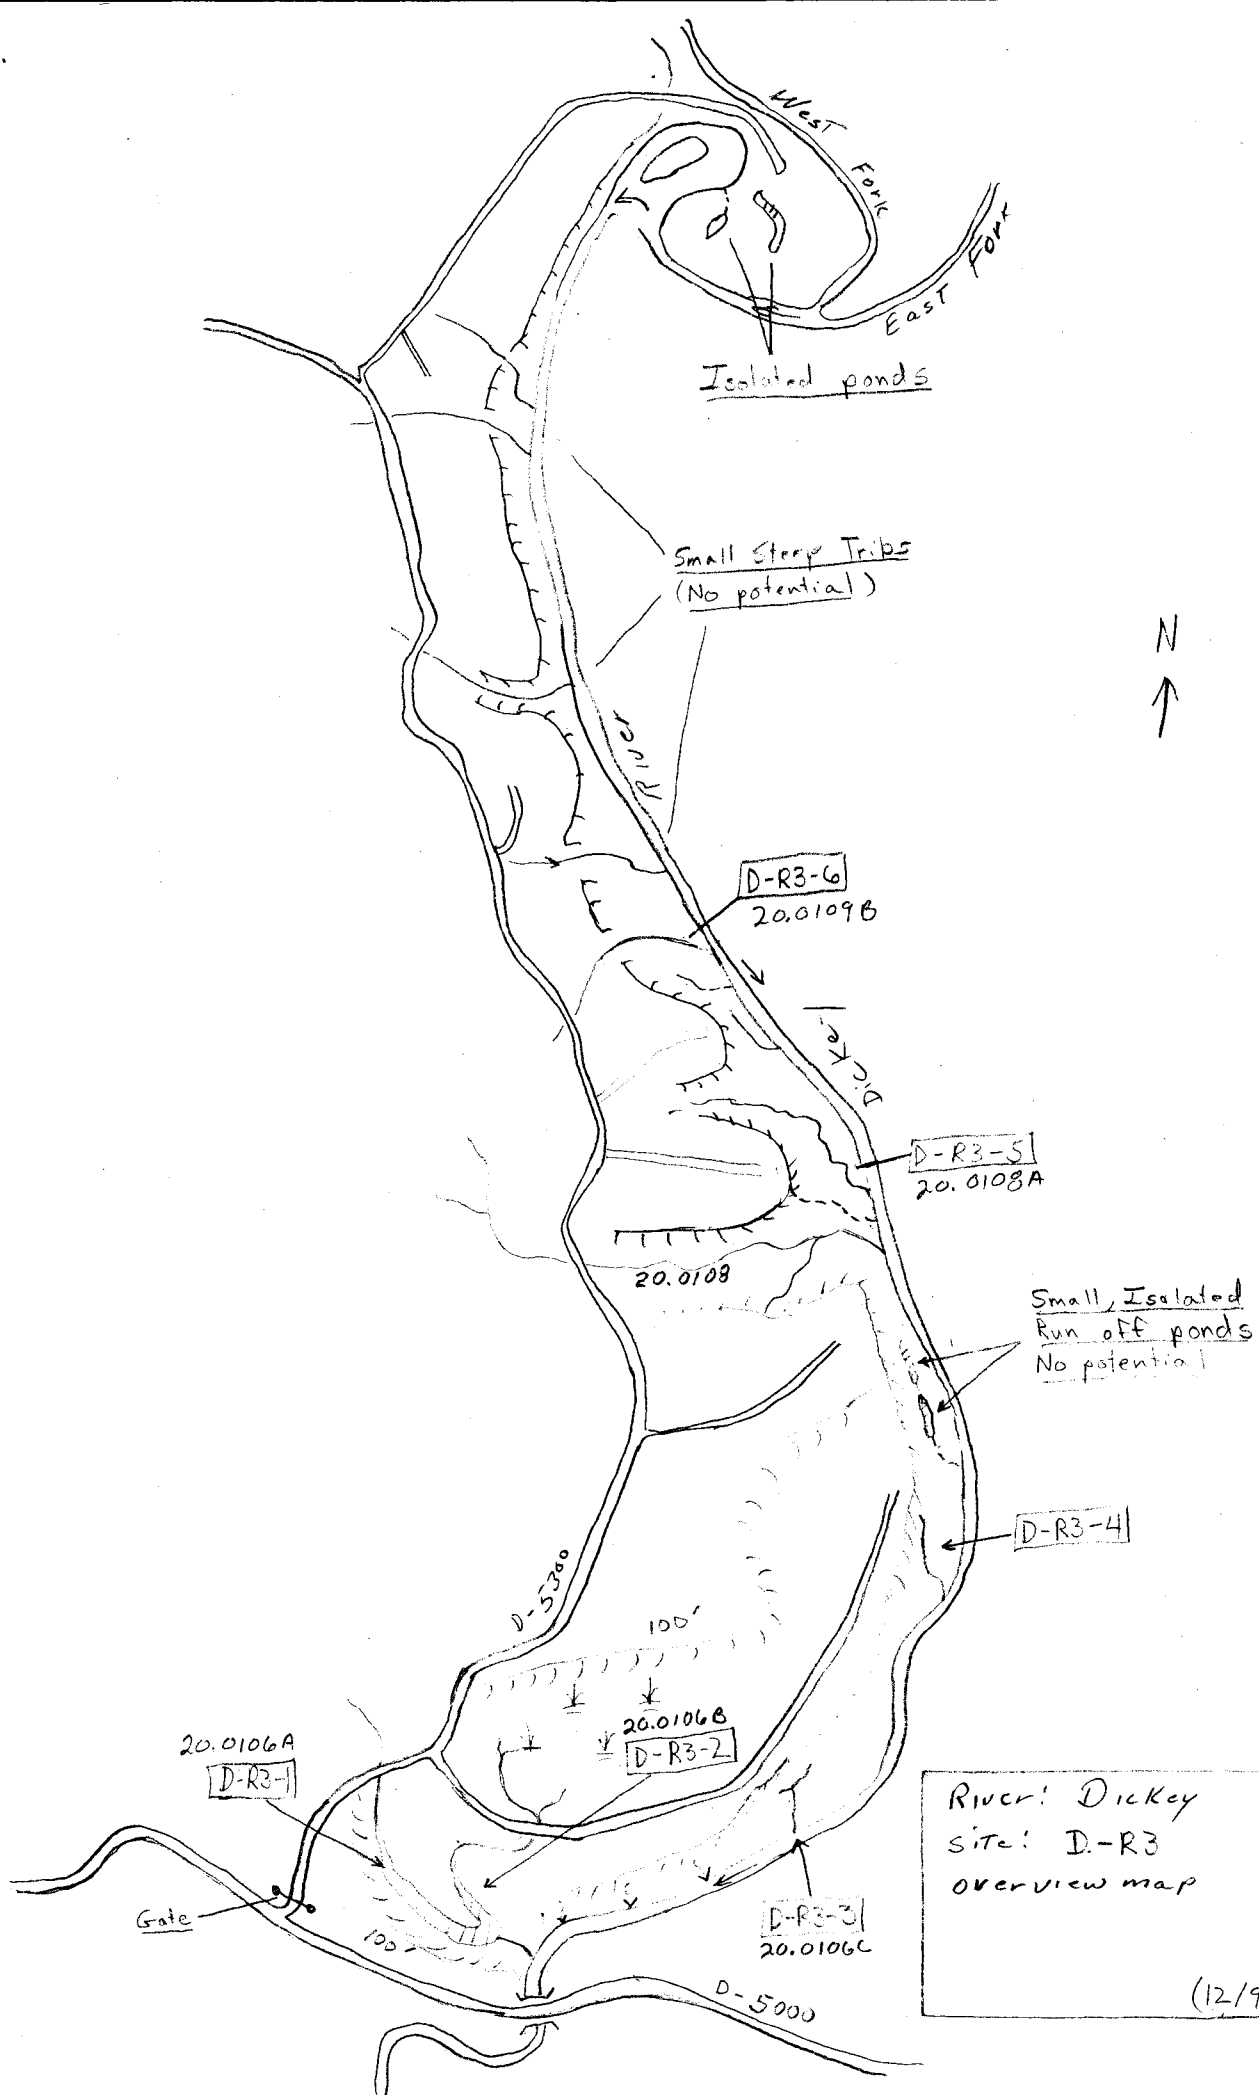 West
Fork
East Fork
Isolated ponds
Small Steep Tribs
(No potential)
N
River
D-R3-6
20.0109B
Dickey
D-R3-5
20.0108A
20.0108
Small, Isolated
Run off ponds
No potential
D-R3-4
D-5300
100'
20.0106B
D-R3-2
20.0106A
D-R3-1
Gate
100'
D-R3-3
20.0106C
D-5000
River: Dickey
Site: D-R3
overview map
(12/9